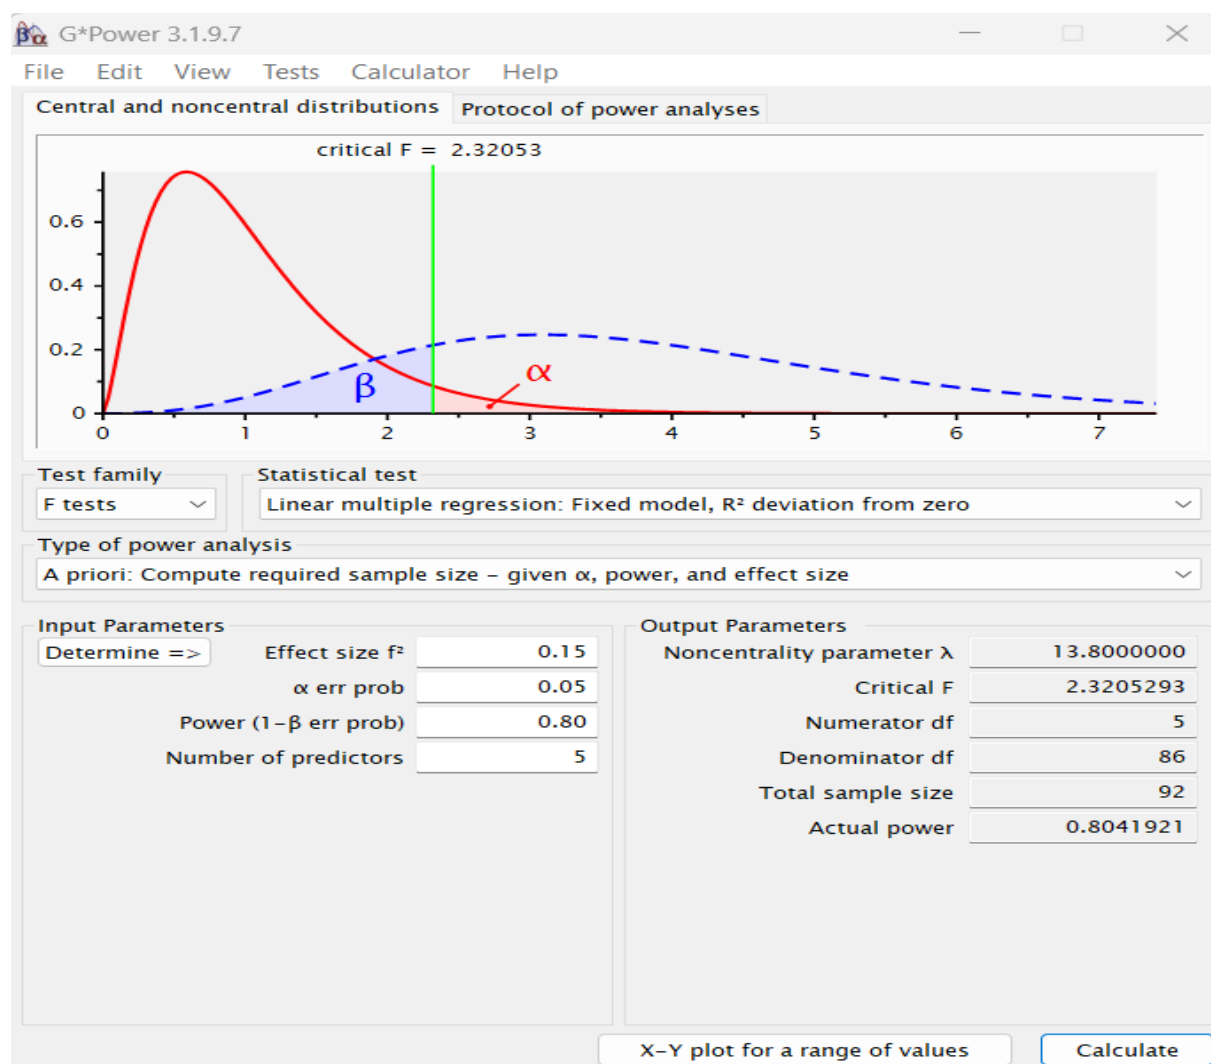 βα G*Power 3.1.9.7
File Edit View Tests Calculator Help
Central and noncentral distributions Protocol of power analyses
critical F = 2.32053
0.6
0.4
0.2
0
β
α
0 1 2 3 4 5 6 7
Test family Statistical test
F tests Linear multiple regression: Fixed model, R² deviation from zero
Type of power analysis
A priori: Compute required sample size – given α, power, and effect size
Input Parameters
Determine => Effect size f² 0.15
α err prob 0.05
Power (1–β err prob) 0.80
Number of predictors 5
Output Parameters
Noncentrality parameter λ 13.8000000
Critical F 2.3205293
Numerator df 5
Denominator df 86
Total sample size 92
Actual power 0.8041921
X–Y plot for a range of values Calculate